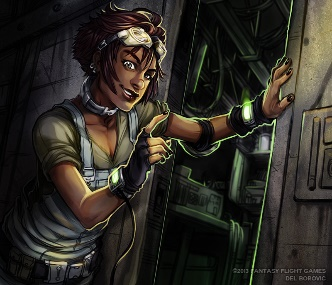 ©2013 FANTASY FLIGHT GAMES
DEL BOROVIC